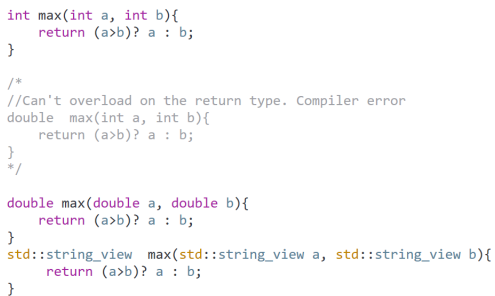 int max(int a, int b){
    return (a>b)? a : b;
}

/*
//Can't overload on the return type. Compiler error
double  max(int a, int b){
    return (a>b)? a : b;
}
*/

double max(double a, double b){
    return (a>b)? a : b;
}
std::string_view  max(std::string_view a, std::string_view b){
     return (a>b)? a : b;
}